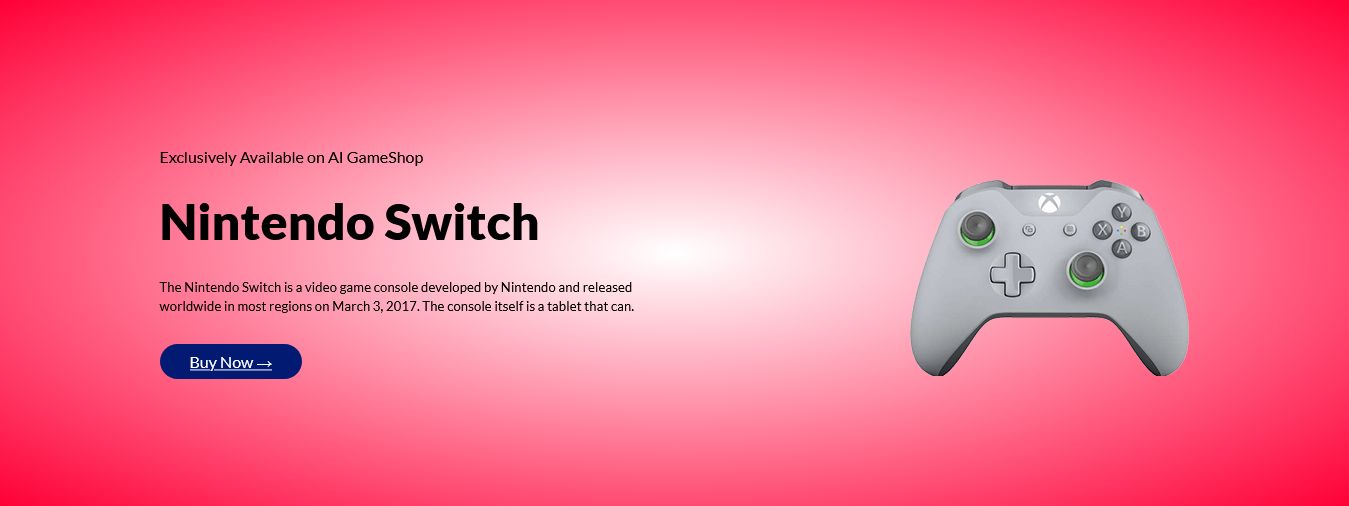 Exclusively Available on AI GameShop
Nintendo Switch
The Nintendo Switch is a video game console developed by Nintendo and released
worldwide in most regions on March 3, 2017. The console itself is a tablet that can.
Buy Now →
Y
X B
A